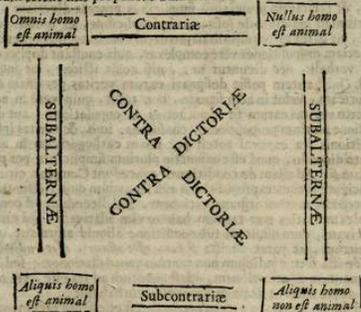 Omnis homo
est animal
Contrariæ
Nullus homo
est animal
SUBALTERNÆ
CONTRA DICTORIÆ
CONTRA DICTORIÆ
SUBALTERNÆ
Aliquis homo
est animal
Subcontrariæ
Aliquis homo
non est animal